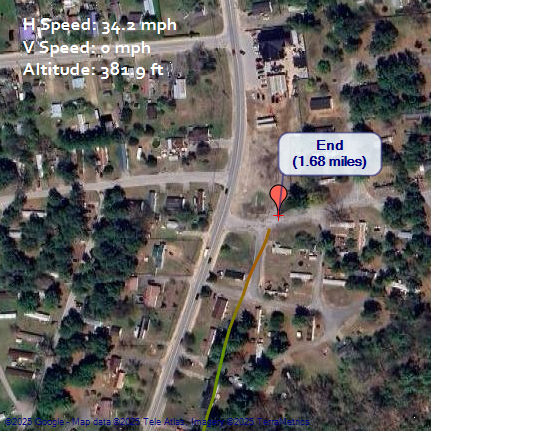 H Speed: 34.2 mph
V Speed: 0 mph
Altitude: 381.9 ft
End
(1.68 miles)
©2025 Google - Map data ©2025 Tele Atlas, Imagery ©2025 TerraMetrics